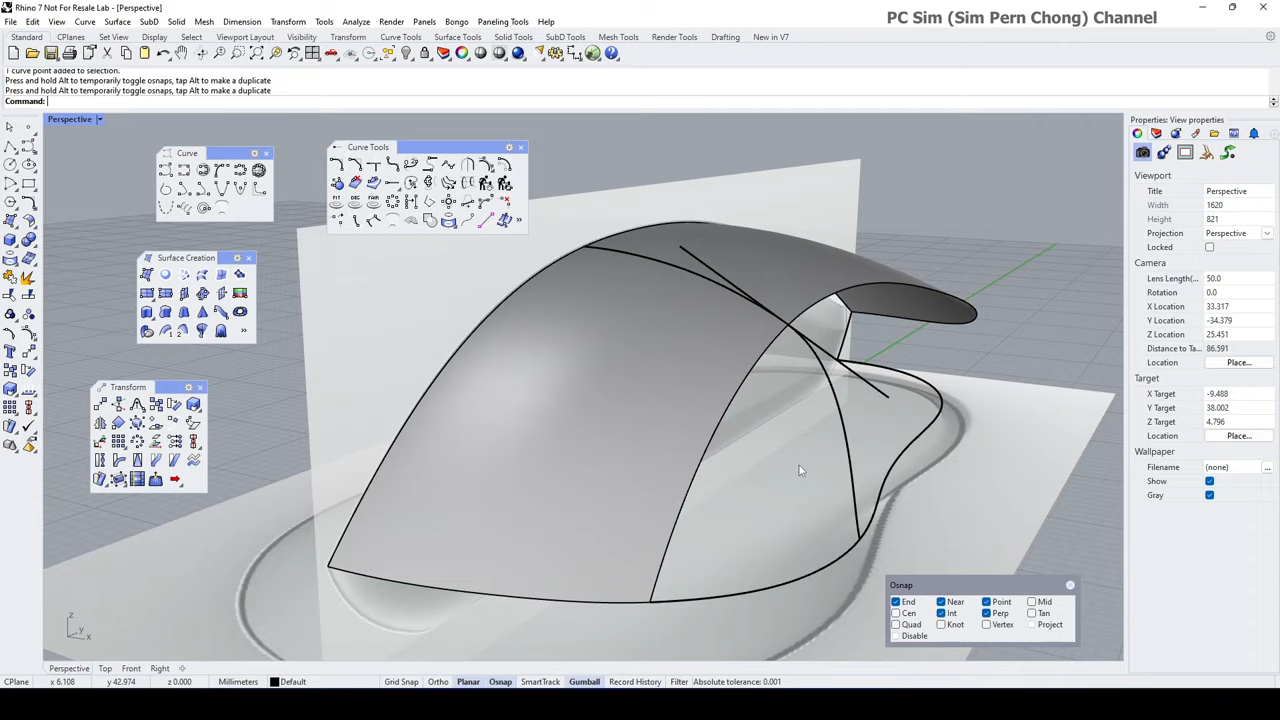 Rhino 7 Not For Resale Lab - [Perspective]
PC Sim (Sim Pern Chong) Channel
File Edit View Curve Surface SubD Solid Mesh Dimension Transform Tools Analyze Render Panels Bongo Paneling Tools Help
Standard CPlanes Set View Display Select Viewport Layout Visibility Transform Curve Tools Surface Tools Solid Tools SubD Tools Mesh Tools Render Tools Drafting New in V7
1 curve point added to selection.
Press and hold Alt to temporarily toggle osnaps, tap Alt to make a duplicate
Press and hold Alt to temporarily toggle osnaps, tap Alt to make a duplicate
Command:
Perspective
Curve
Curve Tools
FIT DEG FAIR
Surface Creation
1 2
Transform
Properties: View properties
Viewport
Title Perspective
Width 1620
Height 821
Projection Perspective
Locked
Camera
Lens Length(... 50.0
Rotation 0.0
X Location 33.317
Y Location -34.379
Z Location 25.451
Distance to Ta... 86.591
Location Place...
Target
X Target -9.488
Y Target 38.002
Z Target 4.796
Location Place...
Wallpaper
Filename (none) ...
Show
Gray
Osnap
End Near Point Mid
Cen Int Perp Tan
Quad Knot Vertex Project
Disable
z
y
x
Perspective Top Front Right
CPlane x 6.108 y 42.974 z 0.000 Millimeters Default Grid Snap Ortho Planar Osnap SmartTrack Gumball Record History Filter Absolute tolerance: 0.001